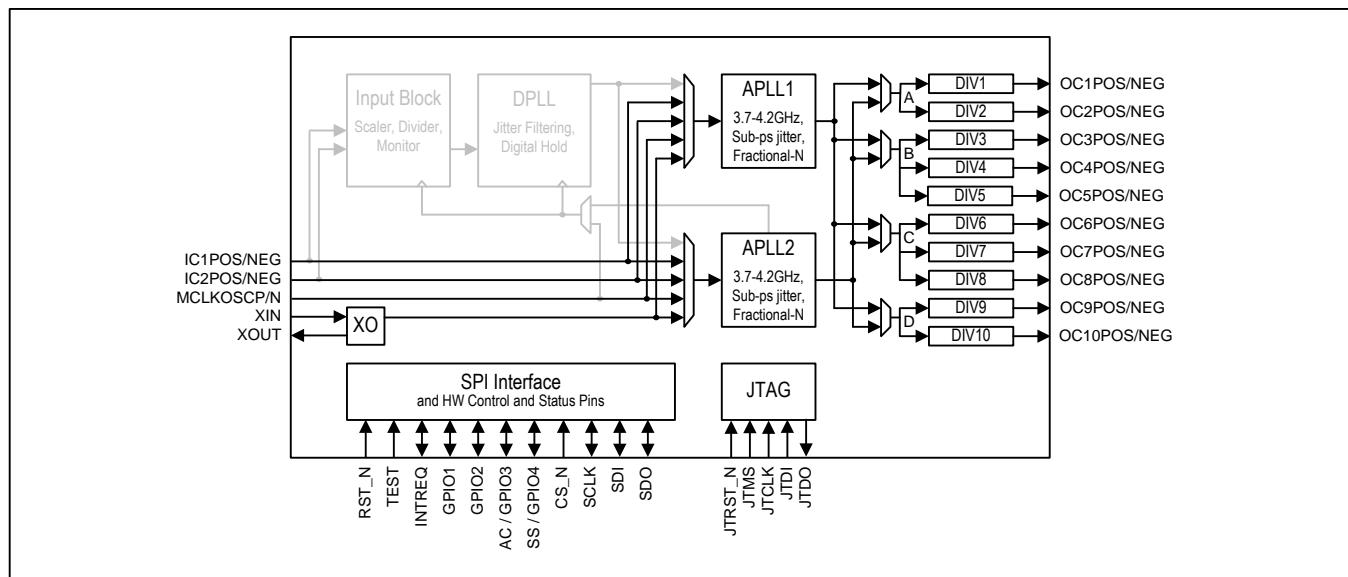 Input Block
Scaler, Divider,
Monitor
DPLL
Jitter Filtering,
Digital Hold
APLL1
3.7-4.2GHz,
Sub-ps jitter,
Fractional-N
APLL2
3.7-4.2GHz,
Sub-ps jitter,
Fractional-N
A
B
C
D
DIV1
DIV2
DIV3
DIV4
DIV5
DIV6
DIV7
DIV8
DIV9
DIV10
OC1POS/NEG
OC2POS/NEG
OC3POS/NEG
OC4POS/NEG
OC5POS/NEG
OC6POS/NEG
OC7POS/NEG
OC8POS/NEG
OC9POS/NEG
OC10POS/NEG
IC1POS/NEG
IC2POS/NEG
MCLKOSCP/N
XIN
XOUT
XO
SPI Interface
and HW Control and Status Pins
JTAG
RST_N
TEST
INTREQ
GPIO1
GPIO2
AC / GPIO3
SS / GPIO4
CS_N
SCLK
SDI
SDO
JTRST_N
JTMS
JTCLK
JTDI
JTDO